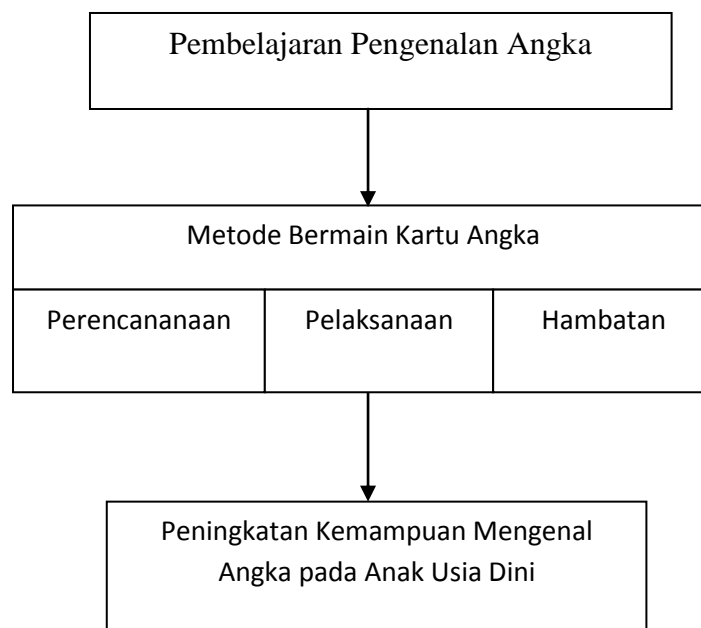 Pembelajaran Pengenalan Angka
Metode Bermain Kartu Angka
Perencananaan Pelaksanaan Hambatan
Peningkatan Kemampuan Mengenal
Angka pada Anak Usia Dini